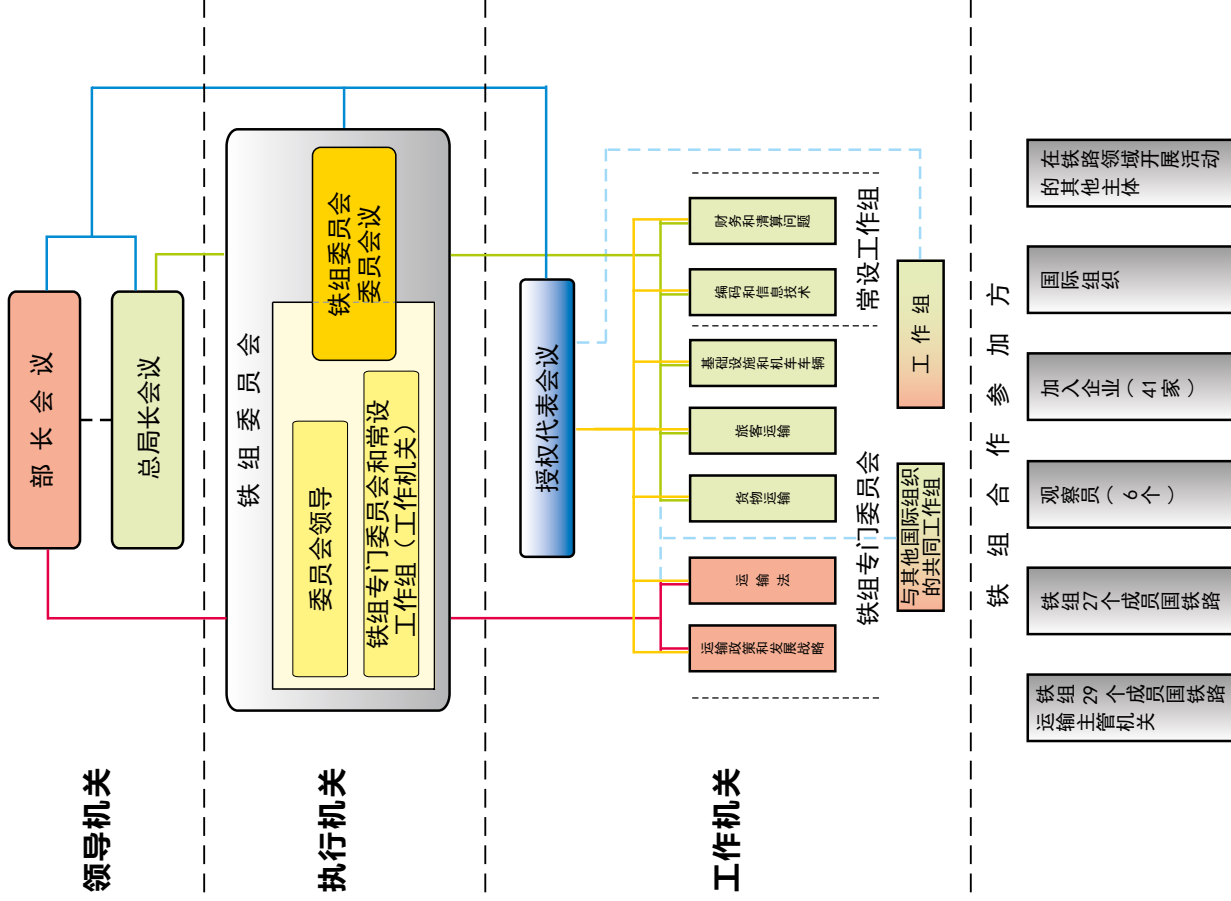 领导机关
部长会议
总局长会议
执行机关
铁组委员会
委员会领导
铁组专门委员会和常设
工作组（工作机关）
铁组委员会
委员会议
工作机关
授权代表会议
运输政策和发展战略
运输法
货物运输
旅客运输
基础设施和机车车辆
编码和信息技术
财务和清算问题
铁组专门委员会
常设工作组
与其他国际组织
的共同工作组
工作组
铁组合作参加方
铁组29个成员国铁路
运输主管机关
铁组27个成员国铁路
观察员（6个）
加入企业（41家）
国际
组织
在铁路领域开展活动
的其他主体